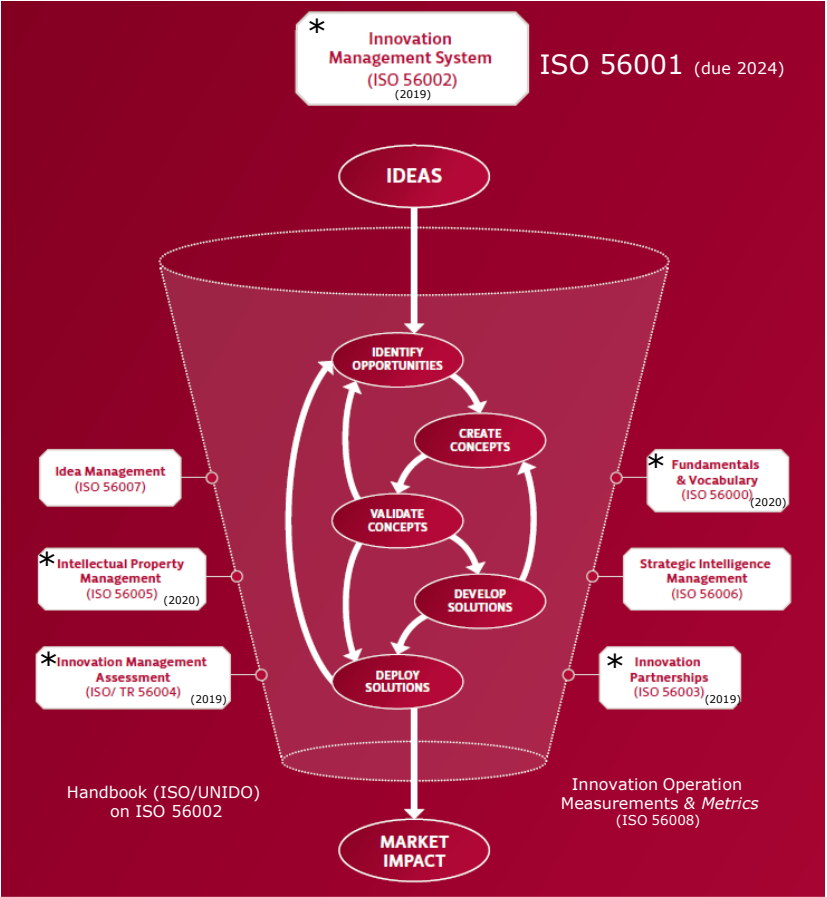 *
Innovation
Management System
(ISO 56002)
(2019)
ISO 56001 (due 2024)
IDEAS
IDENTIFY
OPPORTUNITIES
CREATE
CONCEPTS
VALIDATE
CONCEPTS
DEVELOP
SOLUTIONS
DEPLOY
SOLUTIONS
Idea Management
(ISO 56007)
* Intellectual Property
Management
(ISO 56005) (2020)
* Innovation Management
Assessment
(ISO/ TR 56004) (2019)
* Fundamentals
& Vocabulary
(ISO 56000) (2020)
Strategic Intelligence
Management
(ISO 56006)
* Innovation
Partnerships
(ISO 56003) (2019)
Handbook (ISO/UNIDO)
on ISO 56002
Innovation Operation
Measurements & Metrics
(ISO 56008)
MARKET
IMPACT